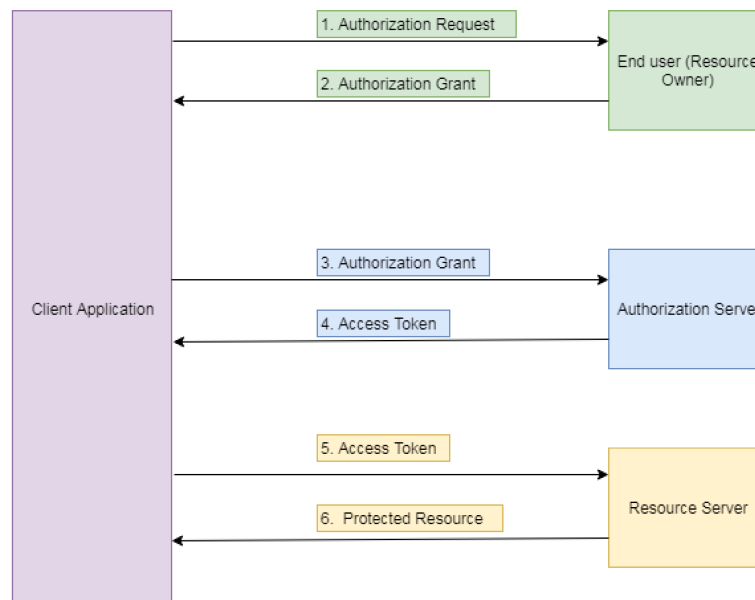 1. Authorization Request
End user (Resource
Owner)
2. Authorization Grant
3. Authorization Grant
Client Application
Authorization Serve
4. Access Token
5. Access Token
Resource Server
6. Protected Resource